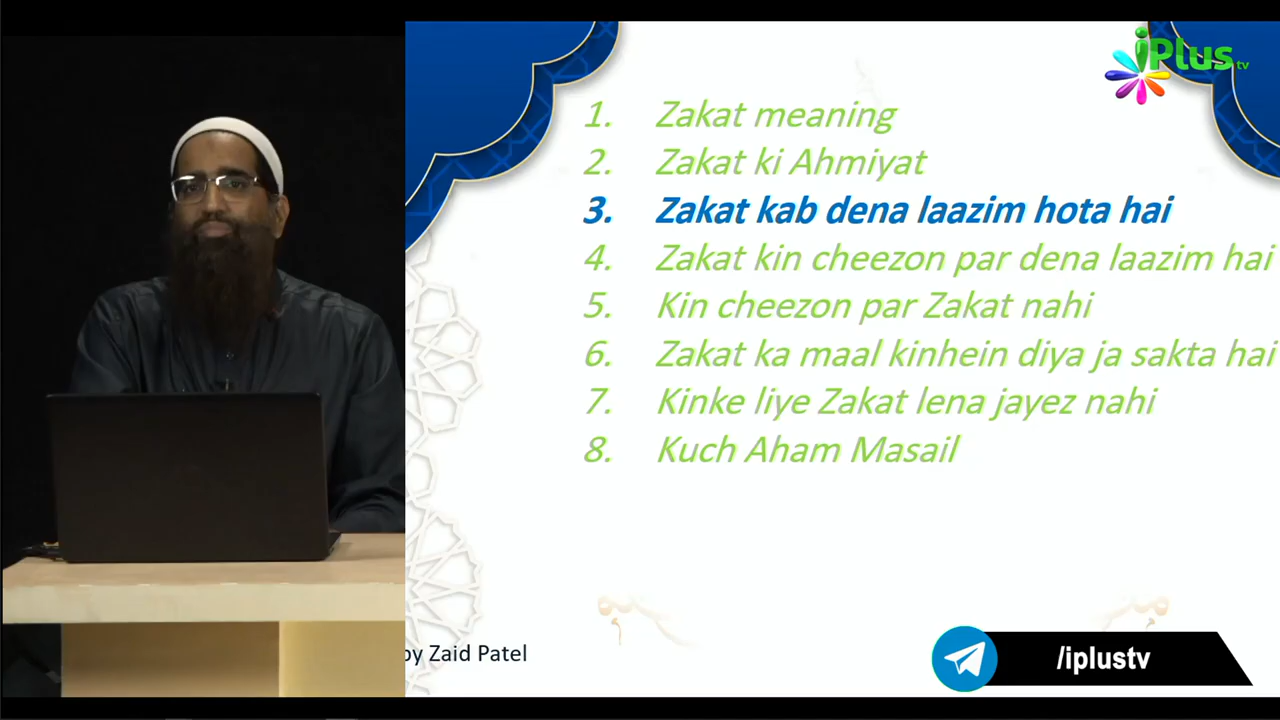 iPlus tv
1. Zakat meaning
2. Zakat ki Ahmiyat
3. Zakat kab dena laazim hota hai
4. Zakat kin cheezon par dena laazim hai
5. Kin cheezon par Zakat nahi
6. Zakat ka maal kinhein diya ja sakta hai
7. Kinke liye Zakat lena jayez nahi
8. Kuch Aham Masail
by Zaid Patel
/iplustv